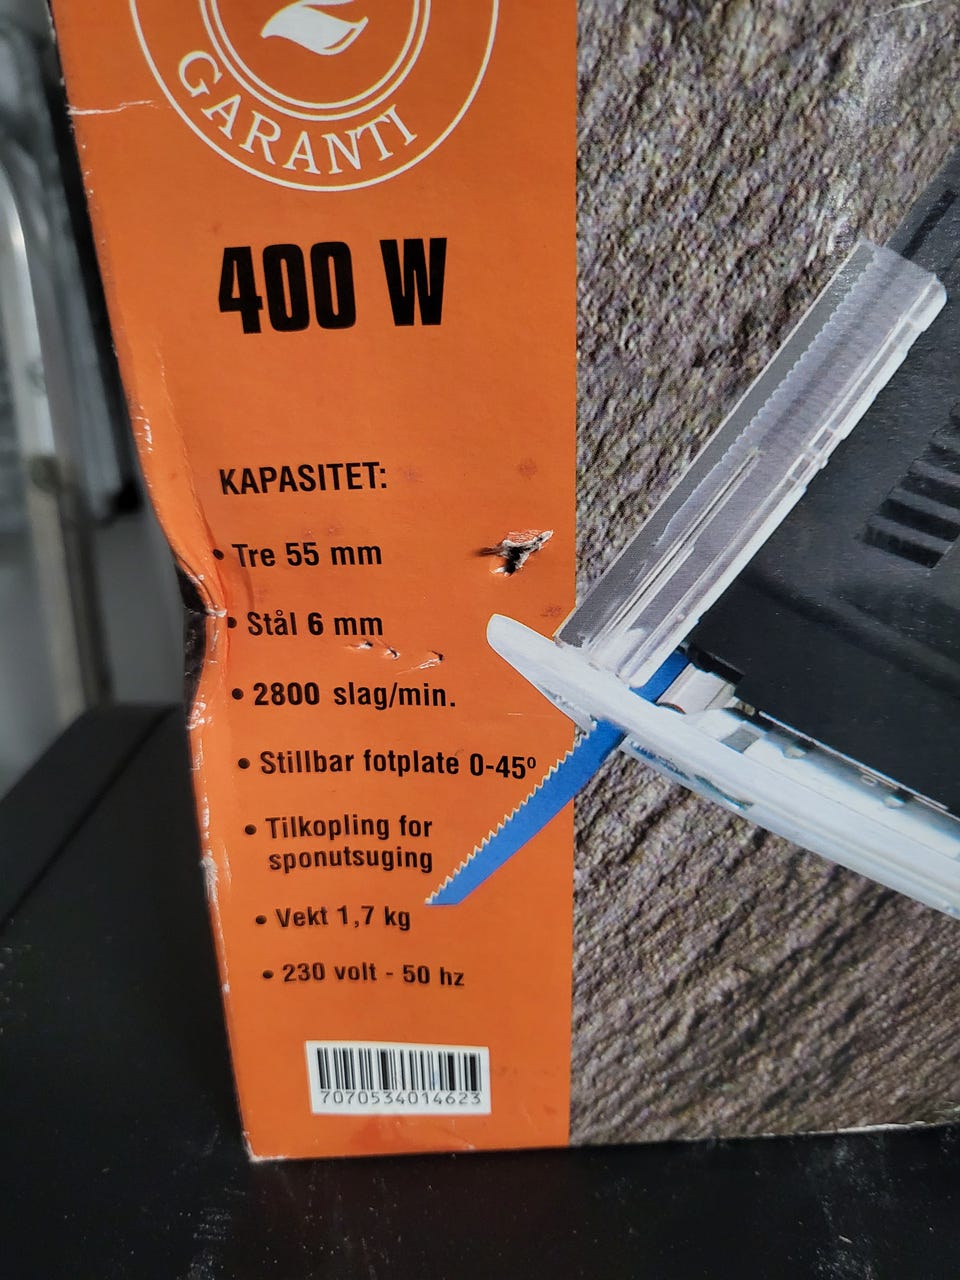 GARANTI
400 W
KAPASITET:
• Tre 55 mm
• Stål 6 mm
• 2800 slag/min.
• Stillbar fotplate 0-45º
• Tilkopling for
sponutsuging
• Vekt 1,7 kg
• 230 volt - 50 hz
7070534014623